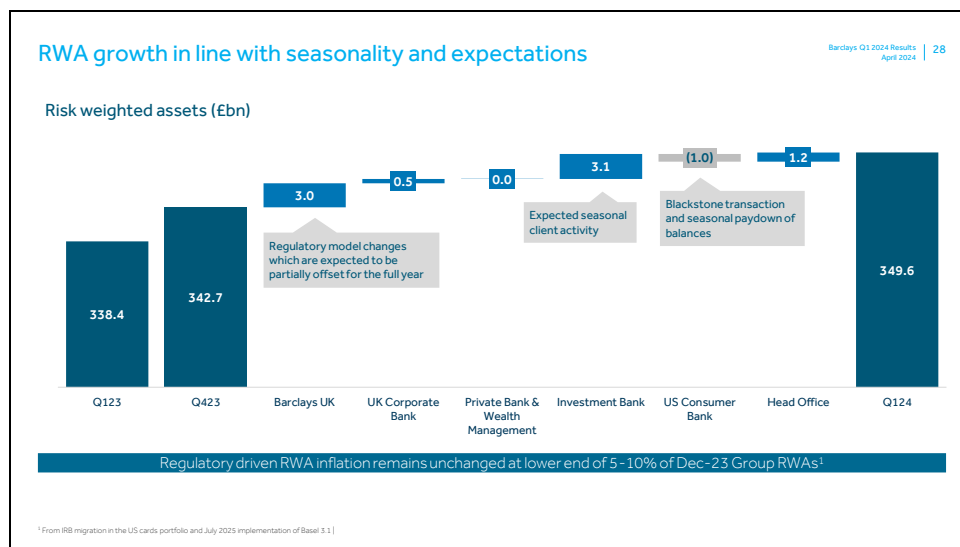 RWA growth in line with seasonality and expectations
Barclays Q1 2024 Results
April 2024
28
Risk weighted assets (£bn)
338.4
342.7
3.0
0.5
0.0
3.1
(1.0)
1.2
349.6
Regulatory model changes
which are expected to be
partially offset for the full year
Expected seasonal
client activity
Blackstone transaction
and seasonal paydown of
balances
Q123
Q423
Barclays UK
UK Corporate
Bank
Private Bank &
Wealth
Management
Investment Bank
US Consumer
Bank
Head Office
Q124
Regulatory driven RWA inflation remains unchanged at lower end of 5-10% of Dec-23 Group RWAs¹
¹ From IRB migration in the US cards portfolio and July 2025 implementation of Basel 3.1 |